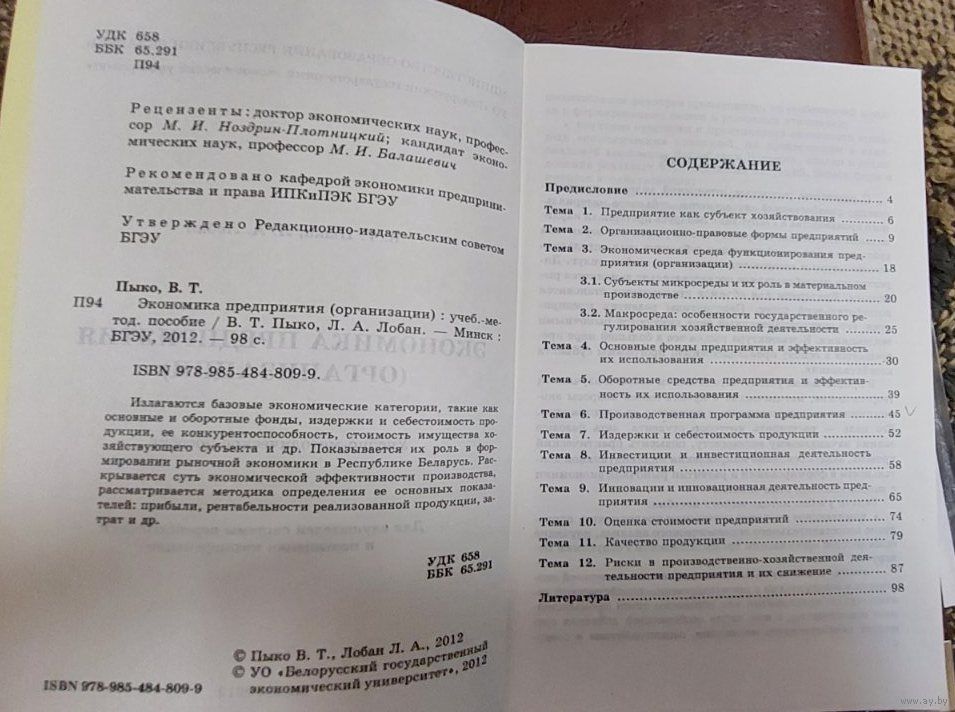 УДК 658
ББК 65.291
П94
Рецензенты: доктор экономических наук, профес-
сор М. И. Ноздрин-Плотницкий; кандидат эконо-
мических наук, профессор М. И. Балашевич
Рекомендовано кафедрой экономики предприни-
мательства и права ИПКиПЭК БГЭУ
Утверждено Редакционно-издательским советом
БГЭУ
Пыко, В. Т.
П94 Экономика предприятия (организации) : учеб.-ме-
тод. пособие / В. Т. Пыко, Л. А. Лобан. — Минск :
БГЭУ, 2012. — 98 с.
ISBN 978-985-484-809-9.
Излагаются базовые экономические категории, такие как
основные и оборотные фонды, издержки и себестоимость про-
дукции, ее конкурентоспособность, стоимость имущества хо-
зяйствующего субъекта и др. Показывается их роль в фор-
мировании рыночной экономики в Республике Беларусь. Рас-
крывается суть экономической эффективности производства,
рассматривается методика определения ее основных показа-
телей: прибыли, рентабельности реализованной продукции, за-
трат и др.
УДК 658
ББК 65.291
© Пыко В. Т., Лобан Л. А., 2012
© УО «Белорусский государственный
экономический университет», 2012
ISBN 978-985-484-809-9
СОДЕРЖАНИЕ
Предисловие ..... 4
Тема 1. Предприятие как субъект хозяйствования ..... 6
Тема 2. Организационно-правовые формы предприятий ..... 9
Тема 3. Экономическая среда функционирования пред-
приятия (организации) ..... 18
3.1. Субъекты микросреды и их роль в материальном
производстве ..... 20
3.2. Макросреда: особенности государственного ре-
гулирования хозяйственной деятельности ..... 25
Тема 4. Основные фонды предприятия и эффективность
их использования ..... 30
Тема 5. Оборотные средства предприятия и эффектив-
ность их использования ..... 39
Тема 6. Производственная программа предприятия ..... 45
Тема 7. Издержки и себестоимость продукции ..... 52
Тема 8. Инвестиции и инвестиционная деятельность
предприятия ..... 58
Тема 9. Инновации и инновационная деятельность пред-
приятия ..... 65
Тема 10. Оценка стоимости предприятий ..... 74
Тема 11. Качество продукции ..... 79
Тема 12. Риски в производственно-хозяйственной дея-
тельности предприятия и их снижение ..... 87
Литература ..... 98
www.ay.by